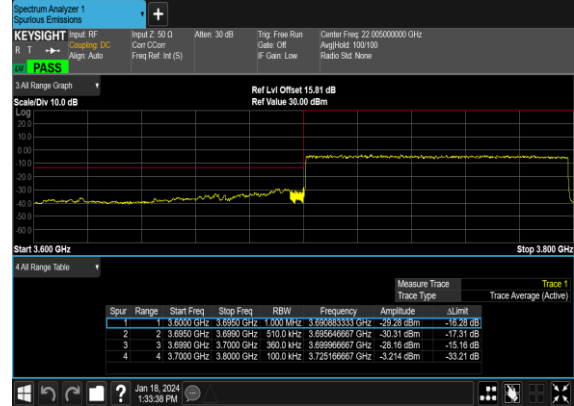 Spectrum Analyzer 1
Spurious Emissions
+
KEYSIGHT Input: RF Input Z: 50 Ω Atten: 30 dB Trig: Free Run Center Freq: 22.005000000 GHz
R T Coupling: DC Corr CCorr Gate: Off Avg|Hold: 100/100
Align: Auto Freq Ref: Int (S) IF Gain: Low Radio Std: None
PASS
3 All Range Graph Ref Lvl Offset 15.81 dB
Scale/Div 10.0 dB Ref Value 30.00 dBm
Log
20.0
10.0
0.00
-10.0
-20.0
-30.0
-40.0
-50.0
-60.0
Start 3.600 GHz Stop 3.800 GHz
4 All Range Table
Measure Trace Trace 1
Trace Type Trace Average (Active)
Spur Range Start Freq Stop Freq RBW Frequency Amplitude ΔLimit
1 1 3.6000 GHz 3.6950 GHz 1.000 MHz 3.690883333 GHz -29.28 dBm -16.28 dB
2 2 3.6950 GHz 3.6990 GHz 510.0 kHz 3.695646667 GHz -30.31 dBm -17.31 dB
3 3 3.6990 GHz 3.7000 GHz 360.0 kHz 3.699966667 GHz -28.16 dBm -15.16 dB
4 4 3.7000 GHz 3.8000 GHz 100.0 kHz 3.725166667 GHz -3.214 dBm -33.21 dB
? Jan 18, 2024
1:33:38 PM